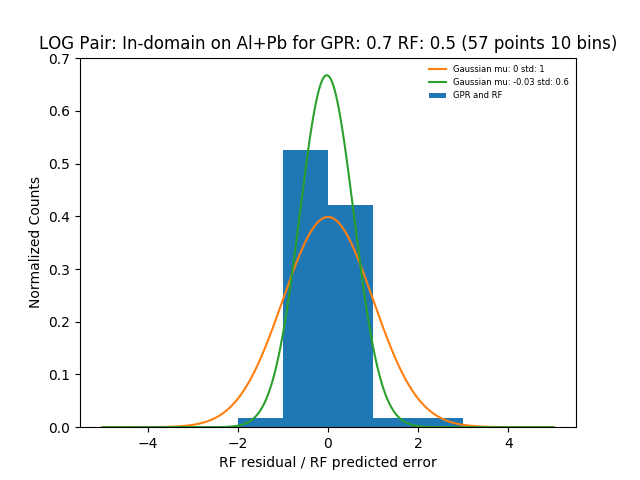 LOG Pair: In-domain on Al+Pb for GPR: 0.7 RF: 0.5 (57 points 10 bins)
Gaussian mu: 0 std: 1
Gaussian mu: -0.03 std: 0.6
GPR and RF
Normalized Counts
0.7
0.6
0.5
0.4
0.3
0.2
0.1
0.0
−4 −2 0 2 4
RF residual / RF predicted error